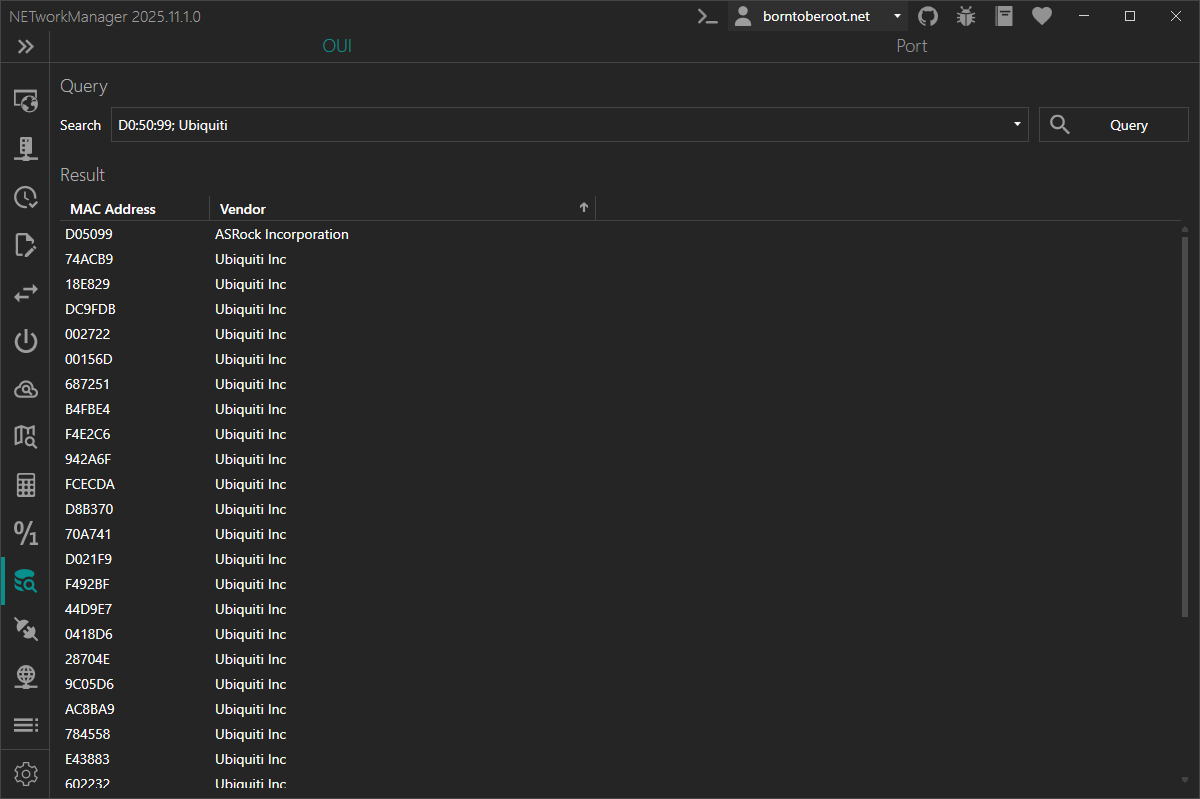 NETworkManager 2025.11.1.0
borntoberoot.net
OUI Port
Query
Search D0:50:99; Ubiquiti Query
Result
MAC Address Vendor
D05099 ASRock Incorporation
74ACB9 Ubiquiti Inc
18E829 Ubiquiti Inc
DC9FDB Ubiquiti Inc
002722 Ubiquiti Inc
00156D Ubiquiti Inc
687251 Ubiquiti Inc
B4FBE4 Ubiquiti Inc
F4E2C6 Ubiquiti Inc
942A6F Ubiquiti Inc
FCECDA Ubiquiti Inc
D8B370 Ubiquiti Inc
70A741 Ubiquiti Inc
D021F9 Ubiquiti Inc
F492BF Ubiquiti Inc
44D9E7 Ubiquiti Inc
0418D6 Ubiquiti Inc
28704E Ubiquiti Inc
9C05D6 Ubiquiti Inc
AC8BA9 Ubiquiti Inc
784558 Ubiquiti Inc
E43883 Ubiquiti Inc
602232 Ubiquiti Inc